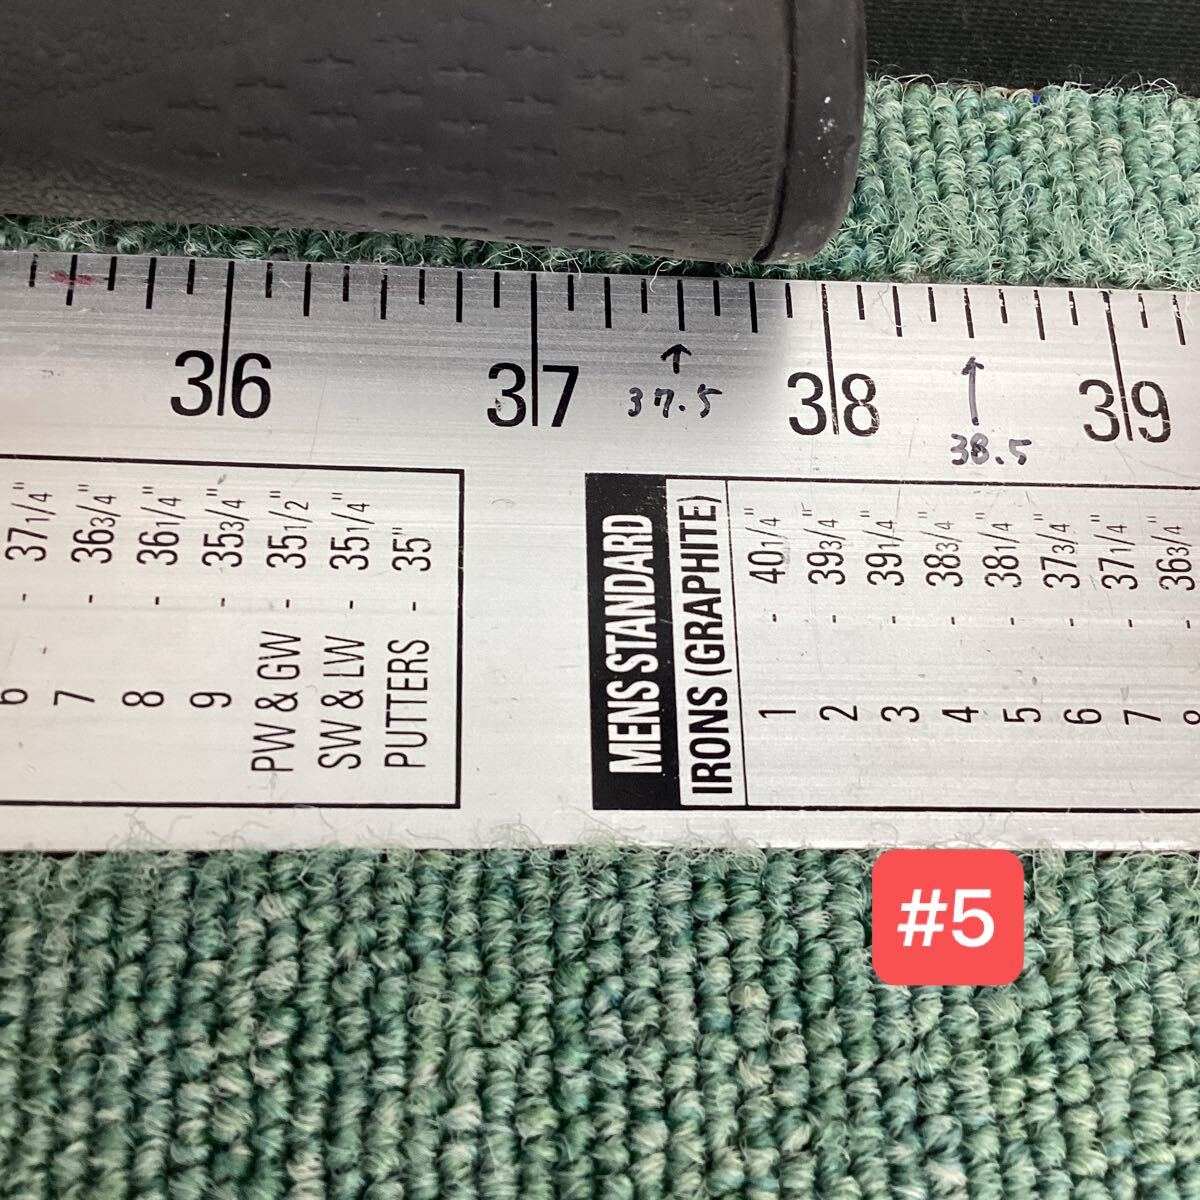 36 37 38 39
37.5
38.5
6 - 37 1/4"
7 - 36 3/4"
8 - 36 1/4"
9 - 35 3/4"
PW & GW - 35 1/2"
SW & LW - 35 1/4"
PUTTERS - 35"
MENS STANDARD
IRONS (GRAPHITE)
1 - 40 1/4"
2 - 39 3/4"
3 - 39 1/4"
4 - 38 3/4"
5 - 38 1/4"
6 - 37 3/4"
7 - 37 1/4"
8 - 36 3/4"
#5